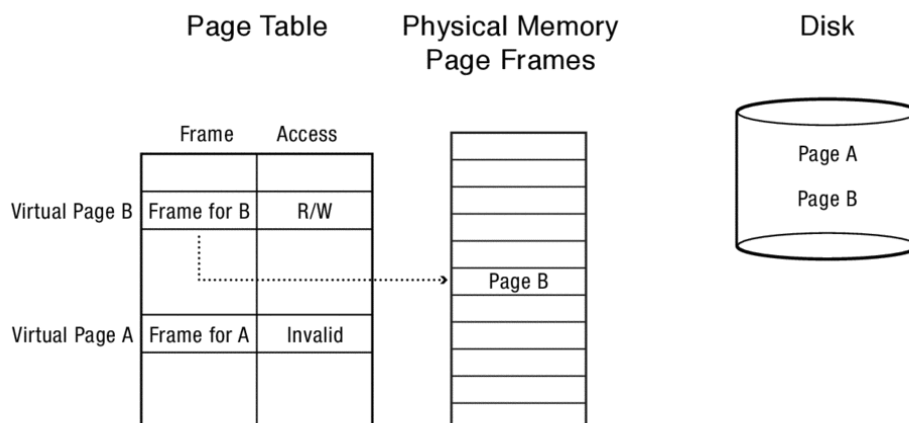 Page Table
Physical Memory
Page Frames
Disk
Frame
Access
Virtual Page B
Frame for B
R/W
Virtual Page A
Frame for A
Invalid
Page B
Page A
Page B